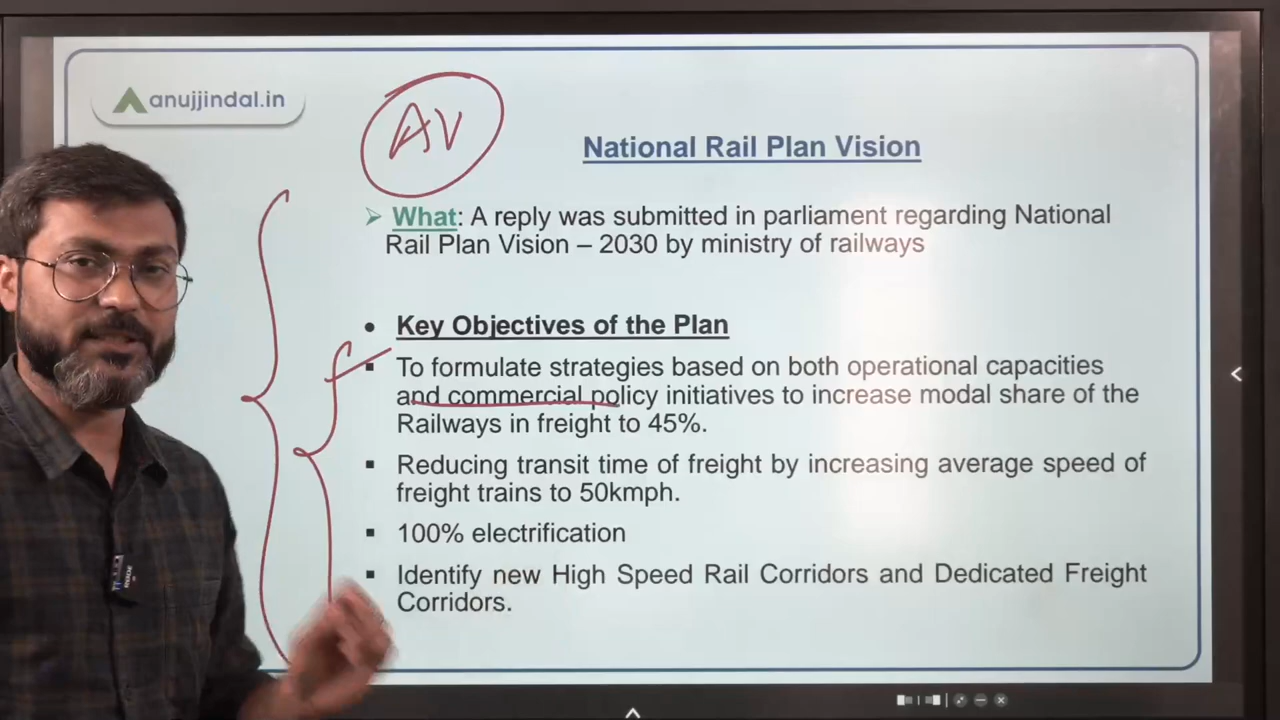 anujjindal.in
AV
National Rail Plan Vision
➢ What: A reply was submitted in parliament regarding National
Rail Plan Vision – 2030 by ministry of railways
• Key Objectives of the Plan
▪ To formulate strategies based on both operational capacities
and commercial policy initiatives to increase modal share of the
Railways in freight to 45%.
▪ Reducing transit time of freight by increasing average speed of
freight trains to 50kmph.
▪ 100% electrification
▪ Identify new High Speed Rail Corridors and Dedicated Freight
Corridors.